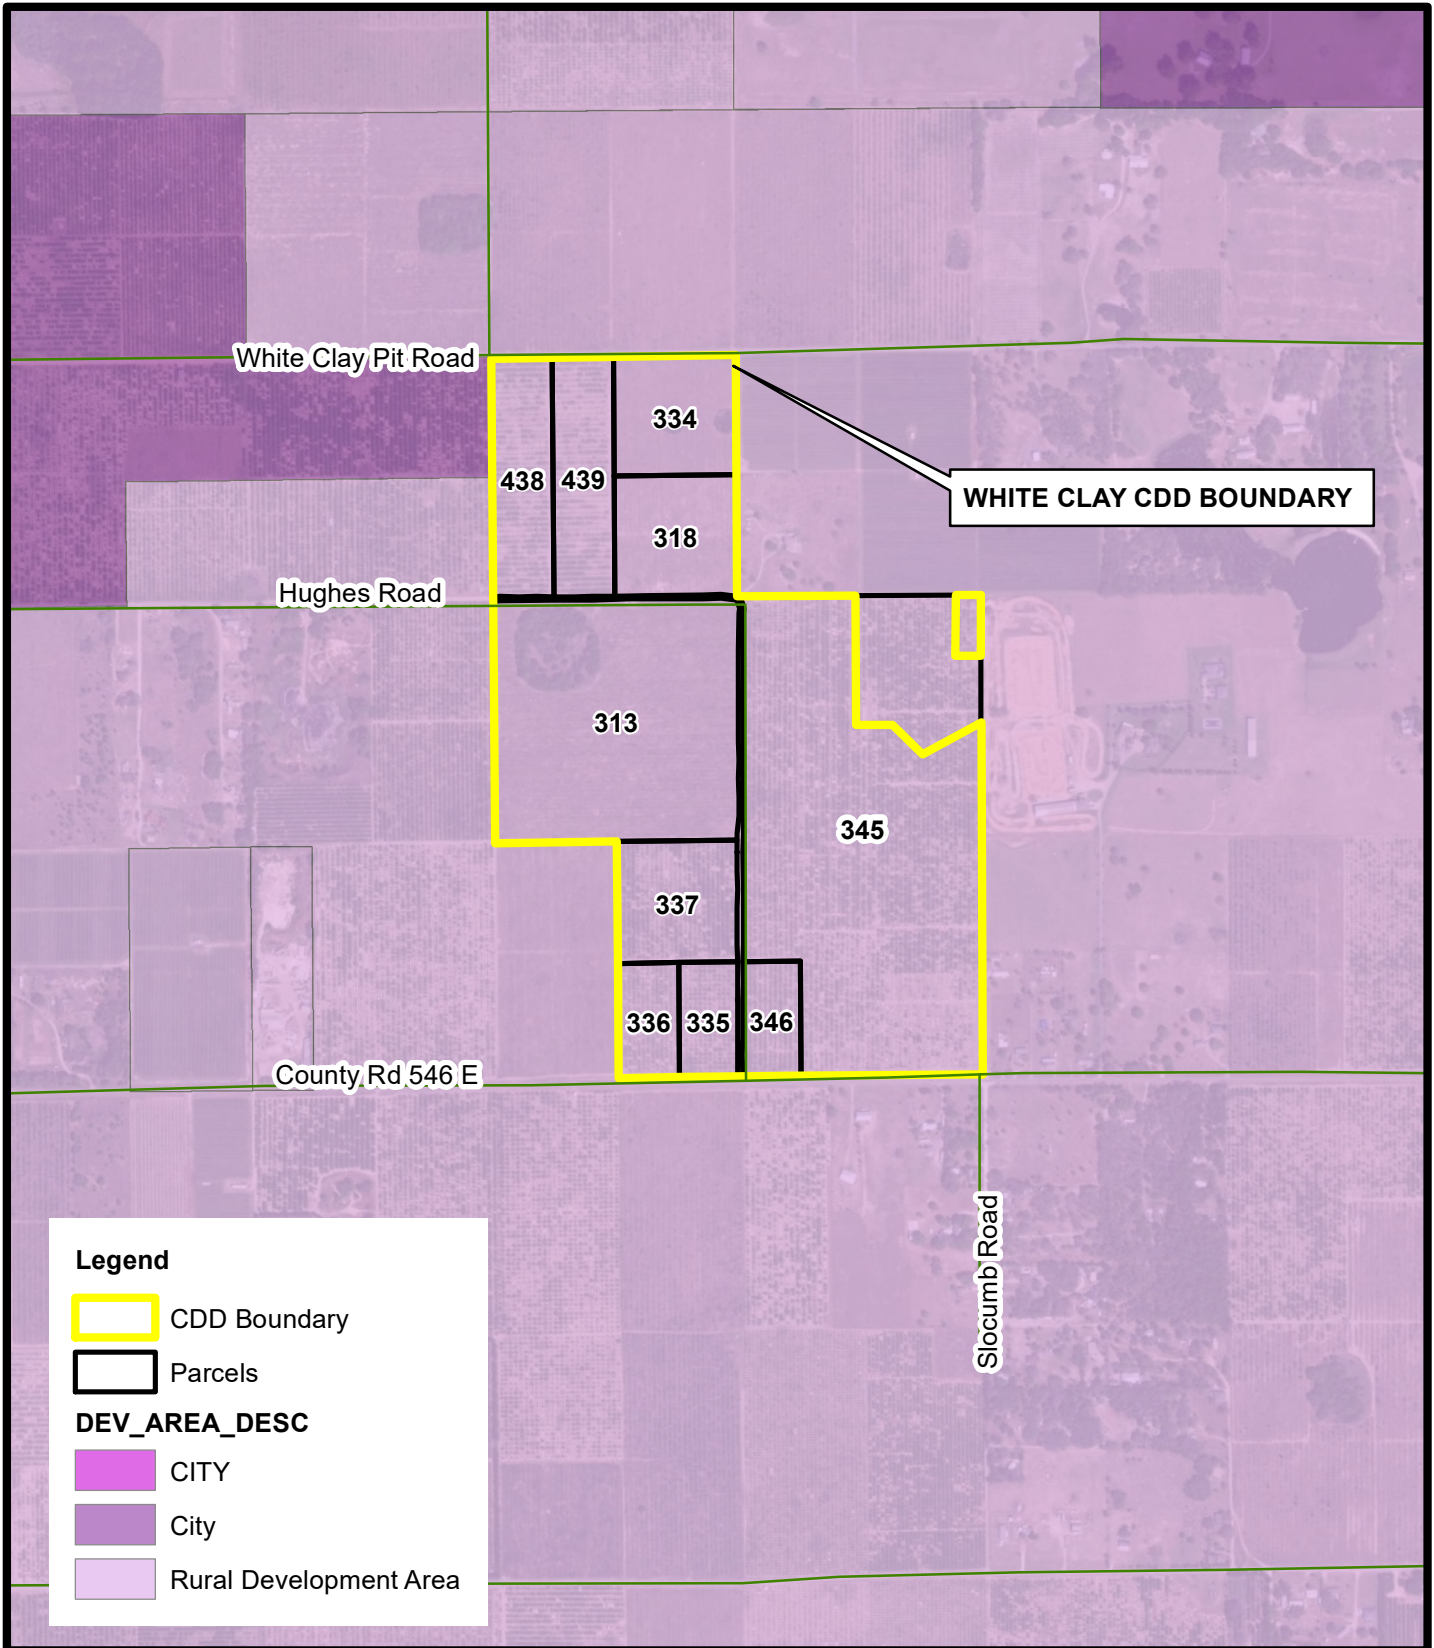 White Clay Pit Road
334
438
439
WHITE CLAY CDD BOUNDARY
318
Hughes Road
313
345
337
336
335
346
County Rd 546 E
Slocumb Road
Legend
CDD Boundary
Parcels
DEV_AREA_DESC
CITY
City
Rural Development Area